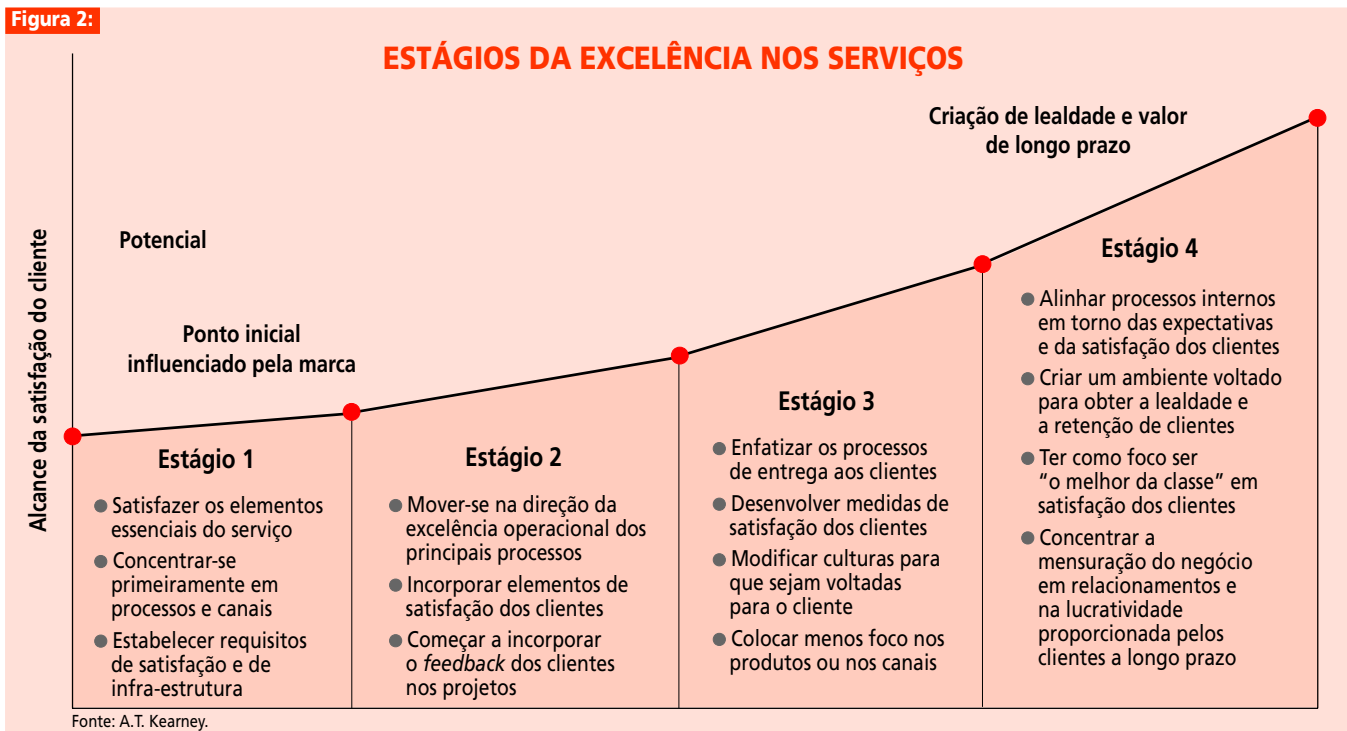 Figura 2:
ESTÁGIOS DA EXCELÊNCIA NOS SERVIÇOS
Alcance da satisfação do cliente
Potencial
Ponto inicial
influenciado pela marca
Criação de lealdade e valor
de longo prazo
Estágio 1
● Satisfazer os elementos
essenciais do serviço
● Concentrar-se
primeiramente em
processos e canais
● Estabelecer requisitos
de satisfação e de
infra-estrutura
Estágio 2
● Mover-se na direção da
excelência operacional dos
principais processos
● Incorporar elementos de
satisfação dos clientes
● Começar a incorporar
o feedback dos clientes
nos projetos
Estágio 3
● Enfatizar os processos
de entrega aos clientes
● Desenvolver medidas de
satisfação dos clientes
● Modificar culturas para
que sejam voltadas
para o cliente
● Colocar menos foco nos
produtos ou nos canais
Estágio 4
● Alinhar processos internos
em torno das expectativas
e da satisfação dos clientes
● Criar um ambiente voltado
para obter a lealdade e
a retenção de clientes
● Ter como foco ser
“o melhor da classe” em
satisfação dos clientes
● Concentrar a
mensuração do negócio
em relacionamentos e
na lucratividade
proporcionada pelos
clientes a longo prazo
Fonte: A.T. Kearney.